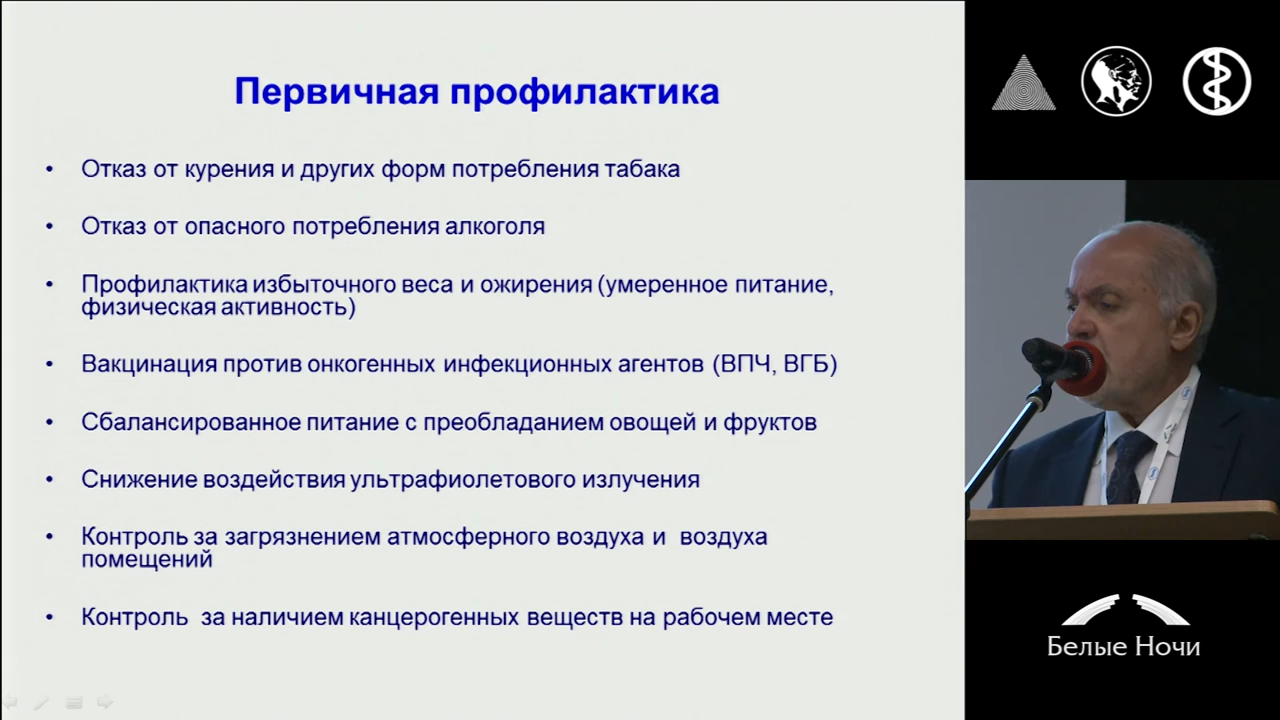 Первичная профилактика
• Отказ от курения и других форм потребления табака
• Отказ от опасного потребления алкоголя
• Профилактика избыточного веса и ожирения (умеренное питание,
физическая активность)
• Вакцинация против онкогенных инфекционных агентов (ВПЧ, ВГБ)
• Сбалансированное питание с преобладанием овощей и фруктов
• Снижение воздействия ультрафиолетового излучения
• Контроль за загрязнением атмосферного воздуха и воздуха
помещений
• Контроль за наличием канцерогенных веществ на рабочем месте
Белые Ночи